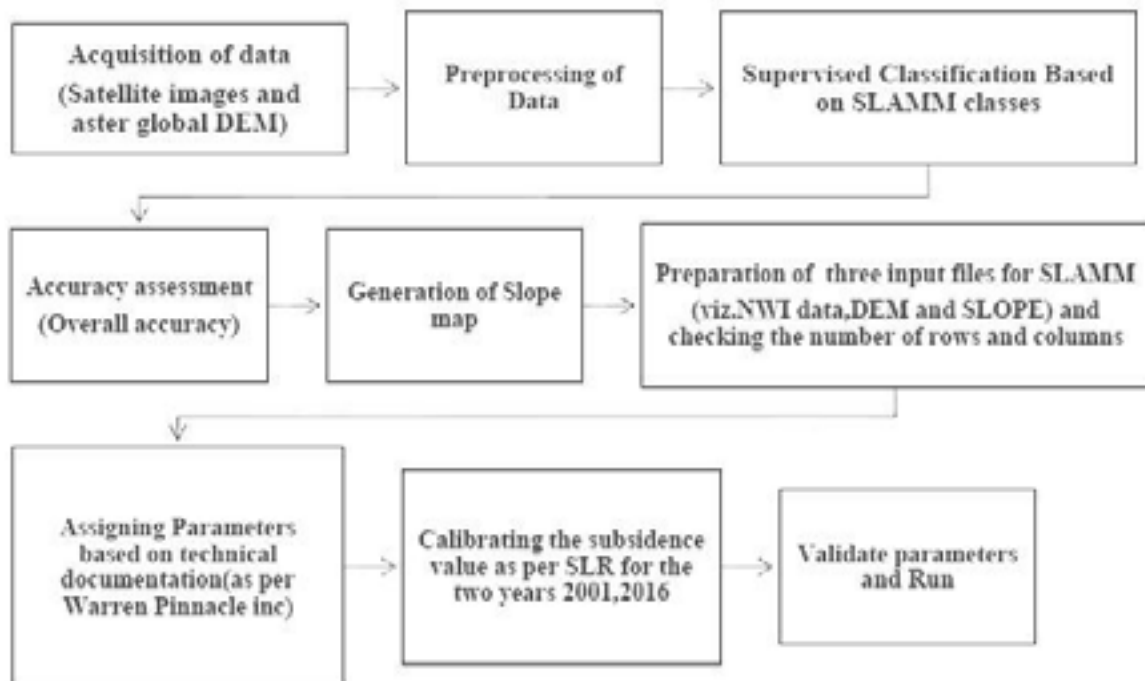 Acquisition of data
(Satellite images and
aster global DEM)
Preprocessing of
Data
Supervised Classification Based
on SLAMM classes
Accuracy assessment
(Overall accuracy)
Generation of Slope
map
Preparation of three input files for SLAMM
(viz.NWI data,DEM and SLOPE) and
checking the number of rows and columns
Assigning Parameters
based on technical
documentation(as per
Warren Pinnacle inc)
Calibrating the subsidence
value as per SLR for the
two years 2001,2016
Validate parameters
and Run